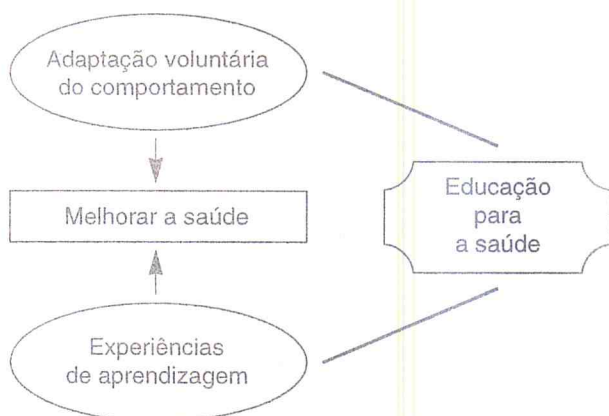 Adaptação voluntária
do comportamento
Melhorar a saúde
Educação
para
a saúde
Experiências
de aprendizagem